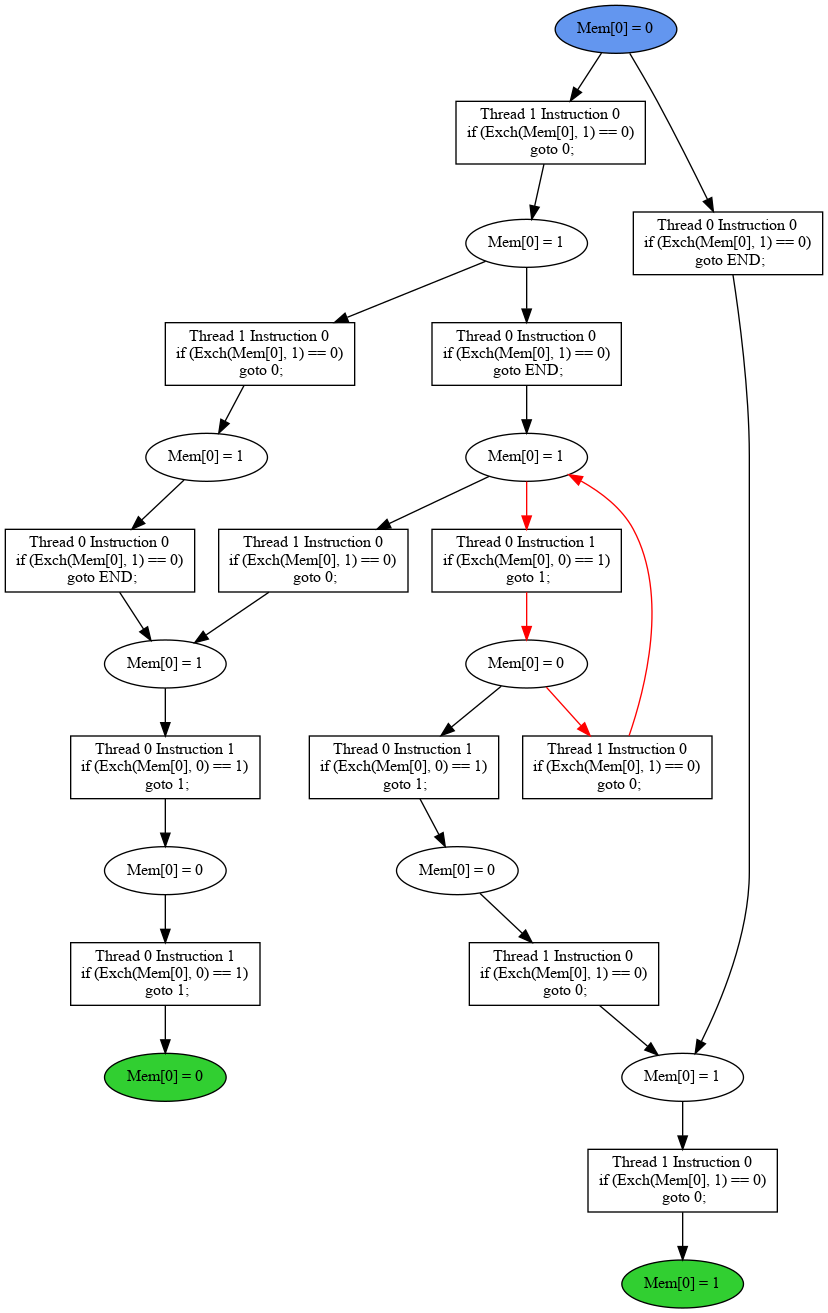 Mem[0] = 0
Thread 1 Instruction 0
if (Exch(Mem[0], 1) == 0)
goto 0;
Thread 0 Instruction 0
if (Exch(Mem[0], 1) == 0)
goto END;
Mem[0] = 1
Thread 1 Instruction 0
if (Exch(Mem[0], 1) == 0)
goto 0;
Thread 0 Instruction 0
if (Exch(Mem[0], 1) == 0)
goto END;
Mem[0] = 1
Mem[0] = 1
Thread 0 Instruction 0
if (Exch(Mem[0], 1) == 0)
goto END;
Thread 1 Instruction 0
if (Exch(Mem[0], 1) == 0)
goto 0;
Thread 0 Instruction 1
if (Exch(Mem[0], 0) == 1)
goto 1;
Mem[0] = 1
Mem[0] = 0
Thread 0 Instruction 1
if (Exch(Mem[0], 0) == 1)
goto 1;
Thread 0 Instruction 1
if (Exch(Mem[0], 0) == 1)
goto 1;
Thread 1 Instruction 0
if (Exch(Mem[0], 1) == 0)
goto 0;
Mem[0] = 0
Mem[0] = 0
Thread 0 Instruction 1
if (Exch(Mem[0], 0) == 1)
goto 1;
Thread 1 Instruction 0
if (Exch(Mem[0], 1) == 0)
goto 0;
Mem[0] = 0
Mem[0] = 1
Thread 1 Instruction 0
if (Exch(Mem[0], 1) == 0)
goto 0;
Mem[0] = 1